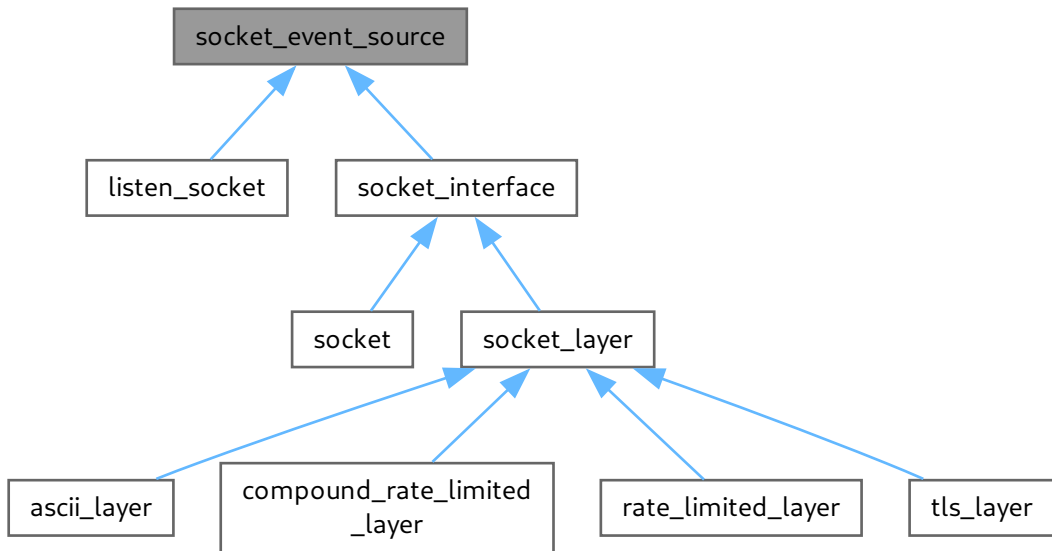 socket_event_source
listen_socket
socket_interface
socket
socket_layer
ascii_layer
compound_rate_limited
_layer
rate_limited_layer
tls_layer